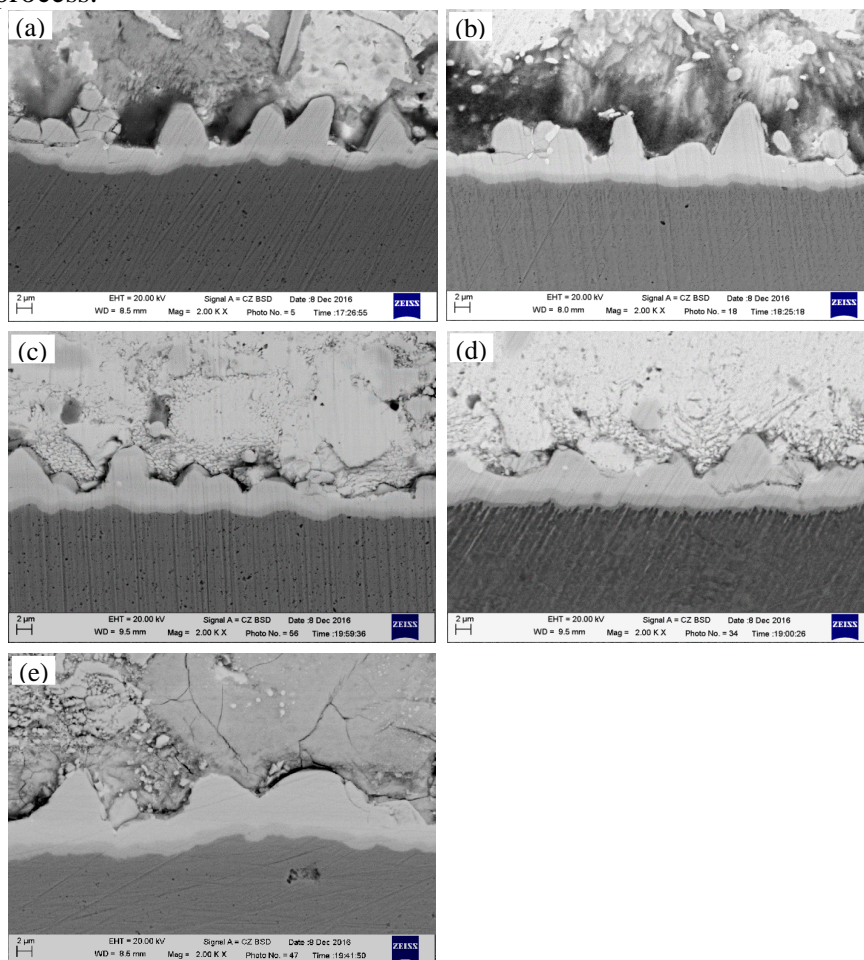 process.
(a)
(b)
2 µm
EHT = 20.00 kV Signal A = CZ BSD Date :8 Dec 2016
WD = 8.5 mm Mag = 2.00 K X Photo No. = 5 Time :17:26:55
ZEISS
2 µm
EHT = 20.00 kV Signal A = CZ BSD Date :8 Dec 2016
WD = 8.0 mm Mag = 2.00 K X Photo No. = 18 Time :18:25:18
ZEISS
(c)
(d)
2 µm
EHT = 20.00 kV Signal A = CZ BSD Date :8 Dec 2016
WD = 9.5 mm Mag = 2.00 K X Photo No. = 56 Time :19:59:36
ZEISS
2 µm
EHT = 20.00 kV Signal A = CZ BSD Date :8 Dec 2016
WD = 9.5 mm Mag = 2.00 K X Photo No. = 34 Time :19:00:26
ZEISS
(e)
2 µm
EHT = 20.00 kV Signal A = CZ BSD Date :8 Dec 2016
WD = 8.5 mm Mag = 2.00 K X Photo No. = 47 Time :19:41:50
ZEISS